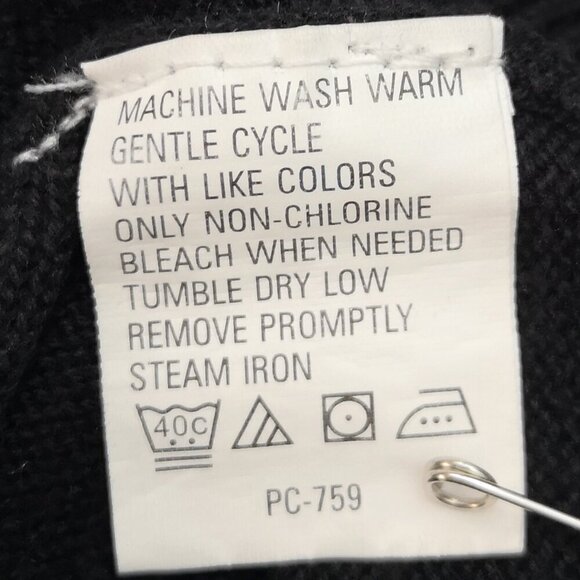 MACHINE WASH WARM
GENTLE CYCLE
WITH LIKE COLORS
ONLY NON-CHLORINE
BLEACH WHEN NEEDED
TUMBLE DRY LOW
REMOVE PROMPTLY
STEAM IRON
40C
PC-759